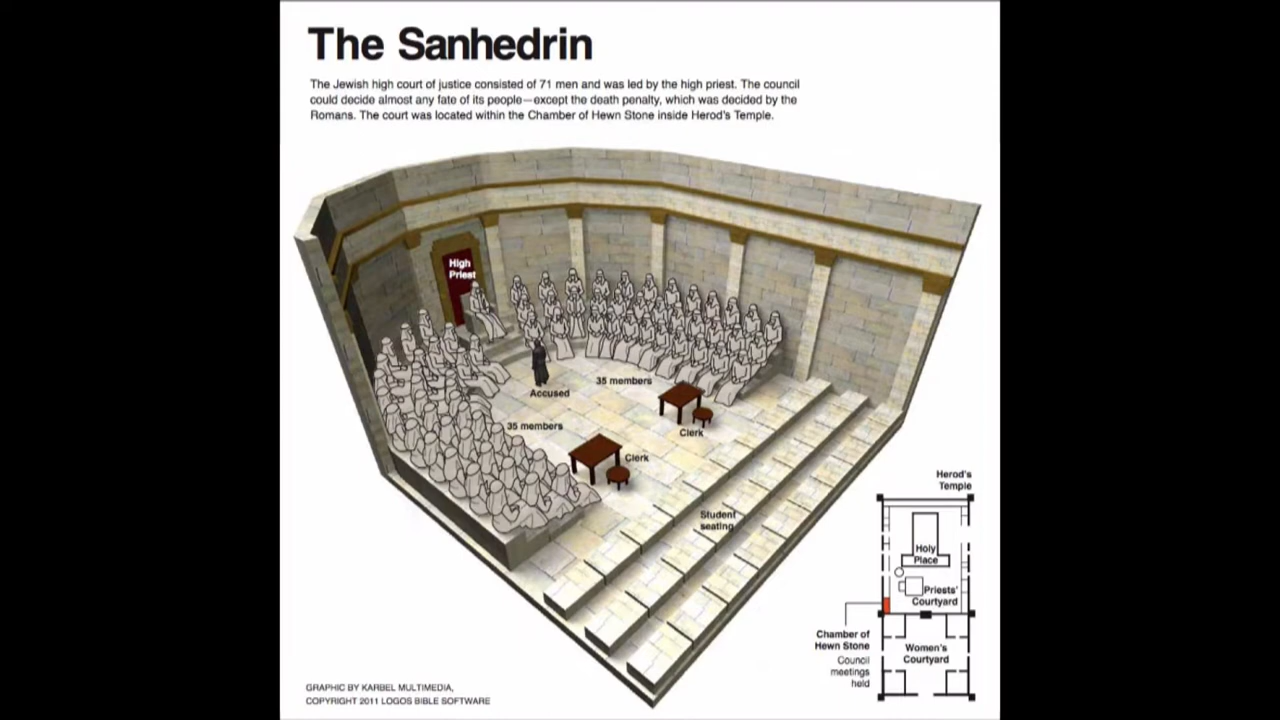 The Sanhedrin
The Jewish high court of justice consisted of 71 men and was led by the high priest. The council
could decide almost any fate of its people—except the death penalty, which was decided by the
Romans. The court was located within the Chamber of Hewn Stone inside Herod's Temple.
High
Priest
Accused
35 members
Clerk
35 members
Clerk
Student
seating
Herod's
Temple
Holy
Place
Priests'
Courtyard
Chamber of
Hewn Stone
Council
meetings
held
Women's
Courtyard
GRAPHIC BY KARBEL MULTIMEDIA,
COPYRIGHT 2011 LOGOS BIBLE SOFTWARE